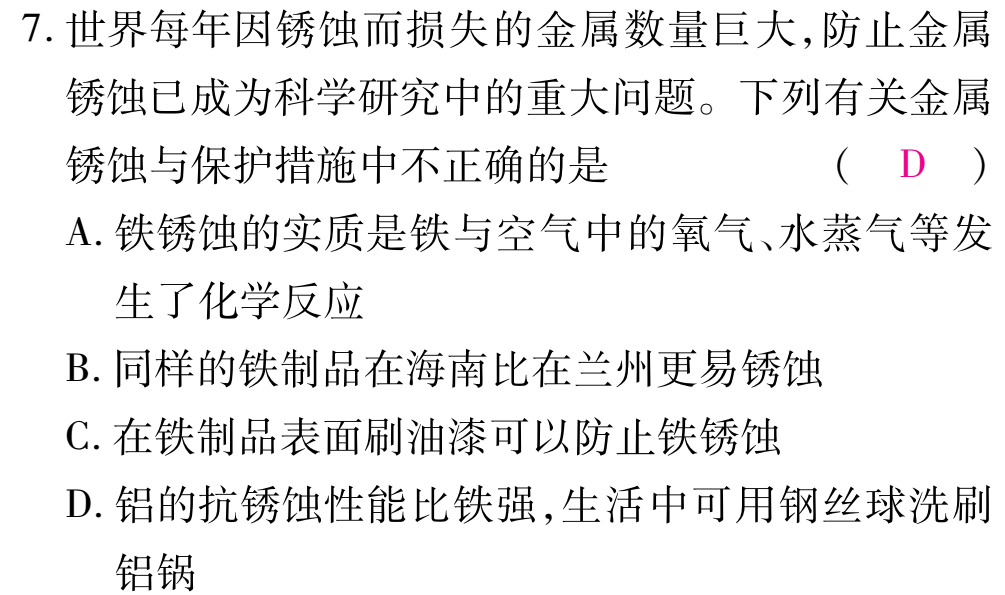 7. 世界每年因锈蚀而损失的金属数量巨大,防止金属
锈蚀已成为科学研究中的重大问题。下列有关金属
锈蚀与保护措施中不正确的是 ( D )
A. 铁锈蚀的实质是铁与空气中的氧气、水蒸气等发
生了化学反应
B. 同样的铁制品在海南比在兰州更易锈蚀
C. 在铁制品表面刷油漆可以防止铁锈蚀
D. 铝的抗锈蚀性能比铁强,生活中可用钢丝球洗刷
铝锅